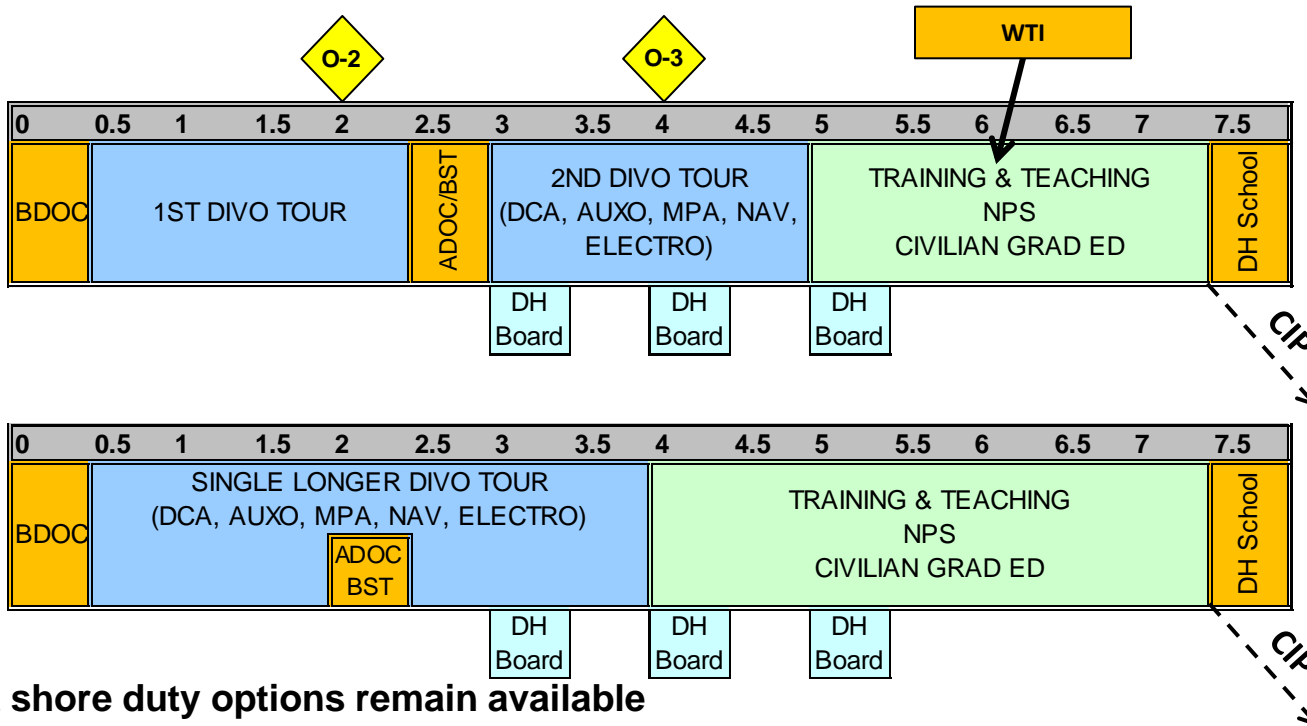 WTI
O-2
O-3
0 0.5 1 1.5 2 2.5 3 3.5 4 4.5 5 5.5 6 6.5 7 7.5
BDOC
1ST DIVO TOUR
ADOC/BST
2ND DIVO TOUR
(DCA, AUXO, MPA, NAV,
ELECTRO)
TRAINING & TEACHING
NPS
CIVILIAN GRAD ED
DH School
DH
Board
DH
Board
DH
Board
0 0.5 1 1.5 2 2.5 3 3.5 4 4.5 5 5.5 6 6.5 7 7.5
BDOC
SINGLE LONGER DIVO TOUR
(DCA, AUXO, MPA, NAV, ELECTRO)
ADOC
BST
TRAINING & TEACHING
NPS
CIVILIAN GRAD ED
DH School
DH
Board
DH
Board
DH
Board
shore duty options remain available